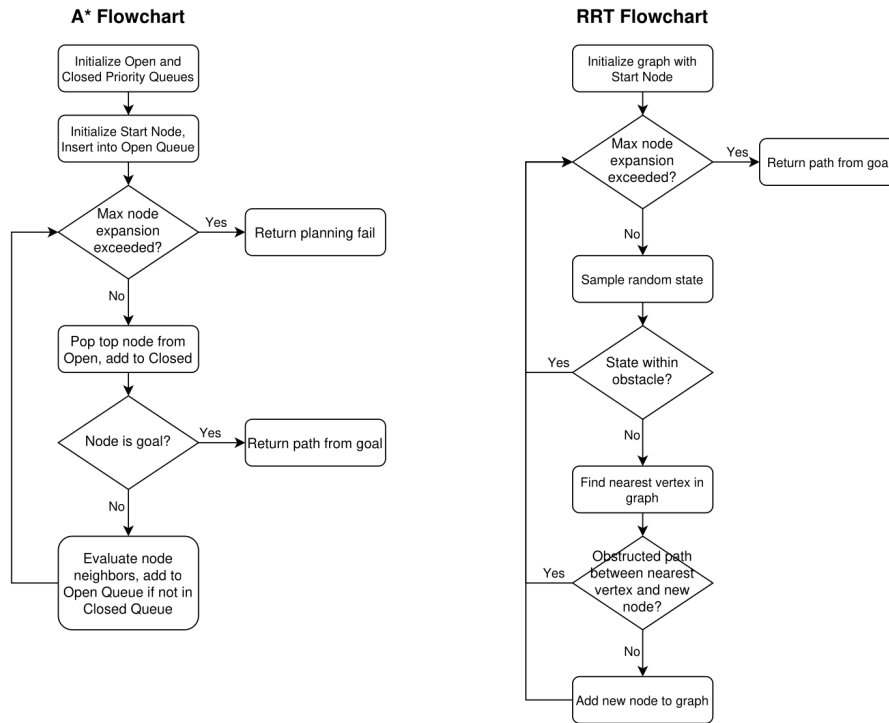 A* Flowchart
Initialize Open and
Closed Priority Queues
Initialize Start Node,
Insert into Open Queue
Max node
expansion
exceeded?
Yes
Return planning fail
No
Pop top node from
Open, add to Closed
Node is goal?
Yes
Return path from goal
No
Evaluate node
neighbors, add to
Open Queue if not in
Closed Queue
RRT Flowchart
Initialize graph with
Start Node
Max node
expansion
exceeded?
Yes
Return path from goal
No
Sample random state
State within
obstacle?
Yes
No
Find nearest vertex in
graph
Obstructed path
between nearest
vertex and new
node?
Yes
No
Add new node to graph